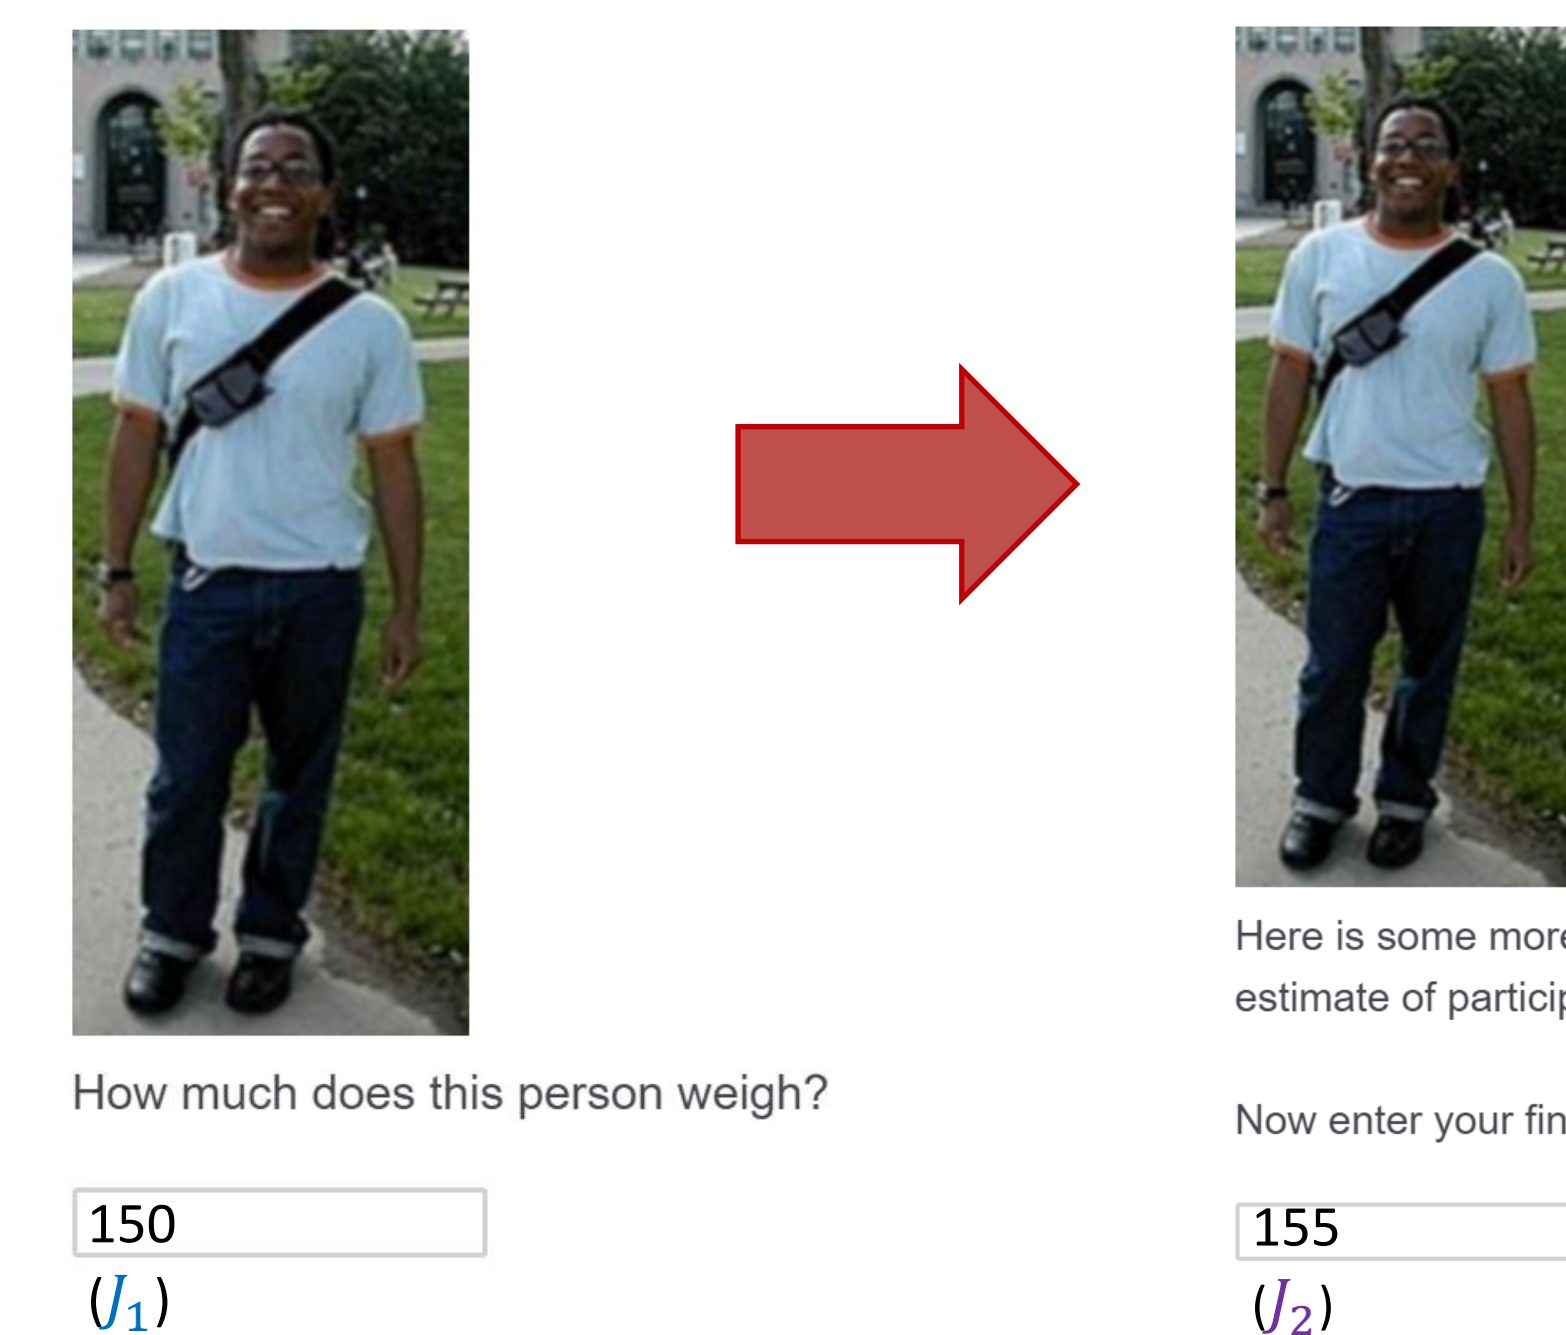 How much does this person weigh?
150
(J1)
Here is some more
estimate of particip
Now enter your fin
155
(J2)